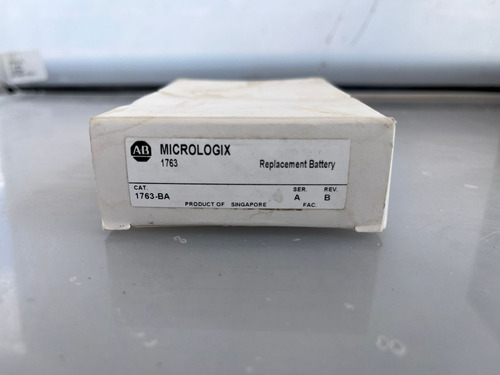 AB MICROLOGIX
1763 Replacement Battery
CAT. SER. REV.
1763-BA A B
PRODUCT OF SINGAPORE FAC.